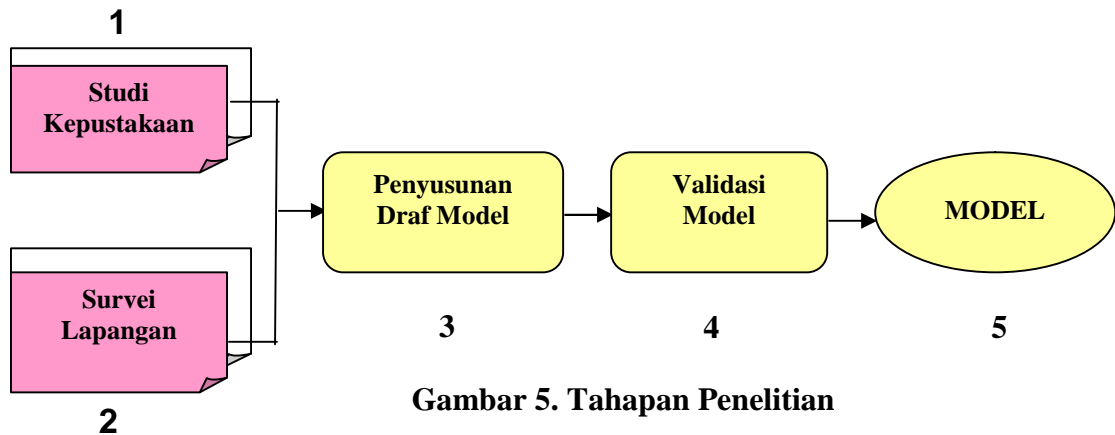 1
Studi
Kepustakaan
Penyusunan
Draf Model
Validasi
Model
MODEL
Survei
Lapangan
3
4
5
Gambar 5. Tahapan Penelitian
2